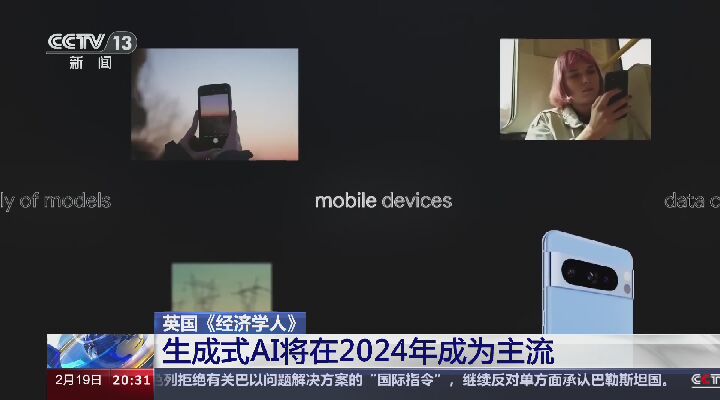 CCTV 13
新闻
ly of models
mobile devices
data c
英国《经济学人》
生成式AI将在2024年成为主流
2月19日 20:31 色列拒绝有关巴以问题解决方案的“国际指令”,继续反对单方面承认巴勒斯坦国。 CCT